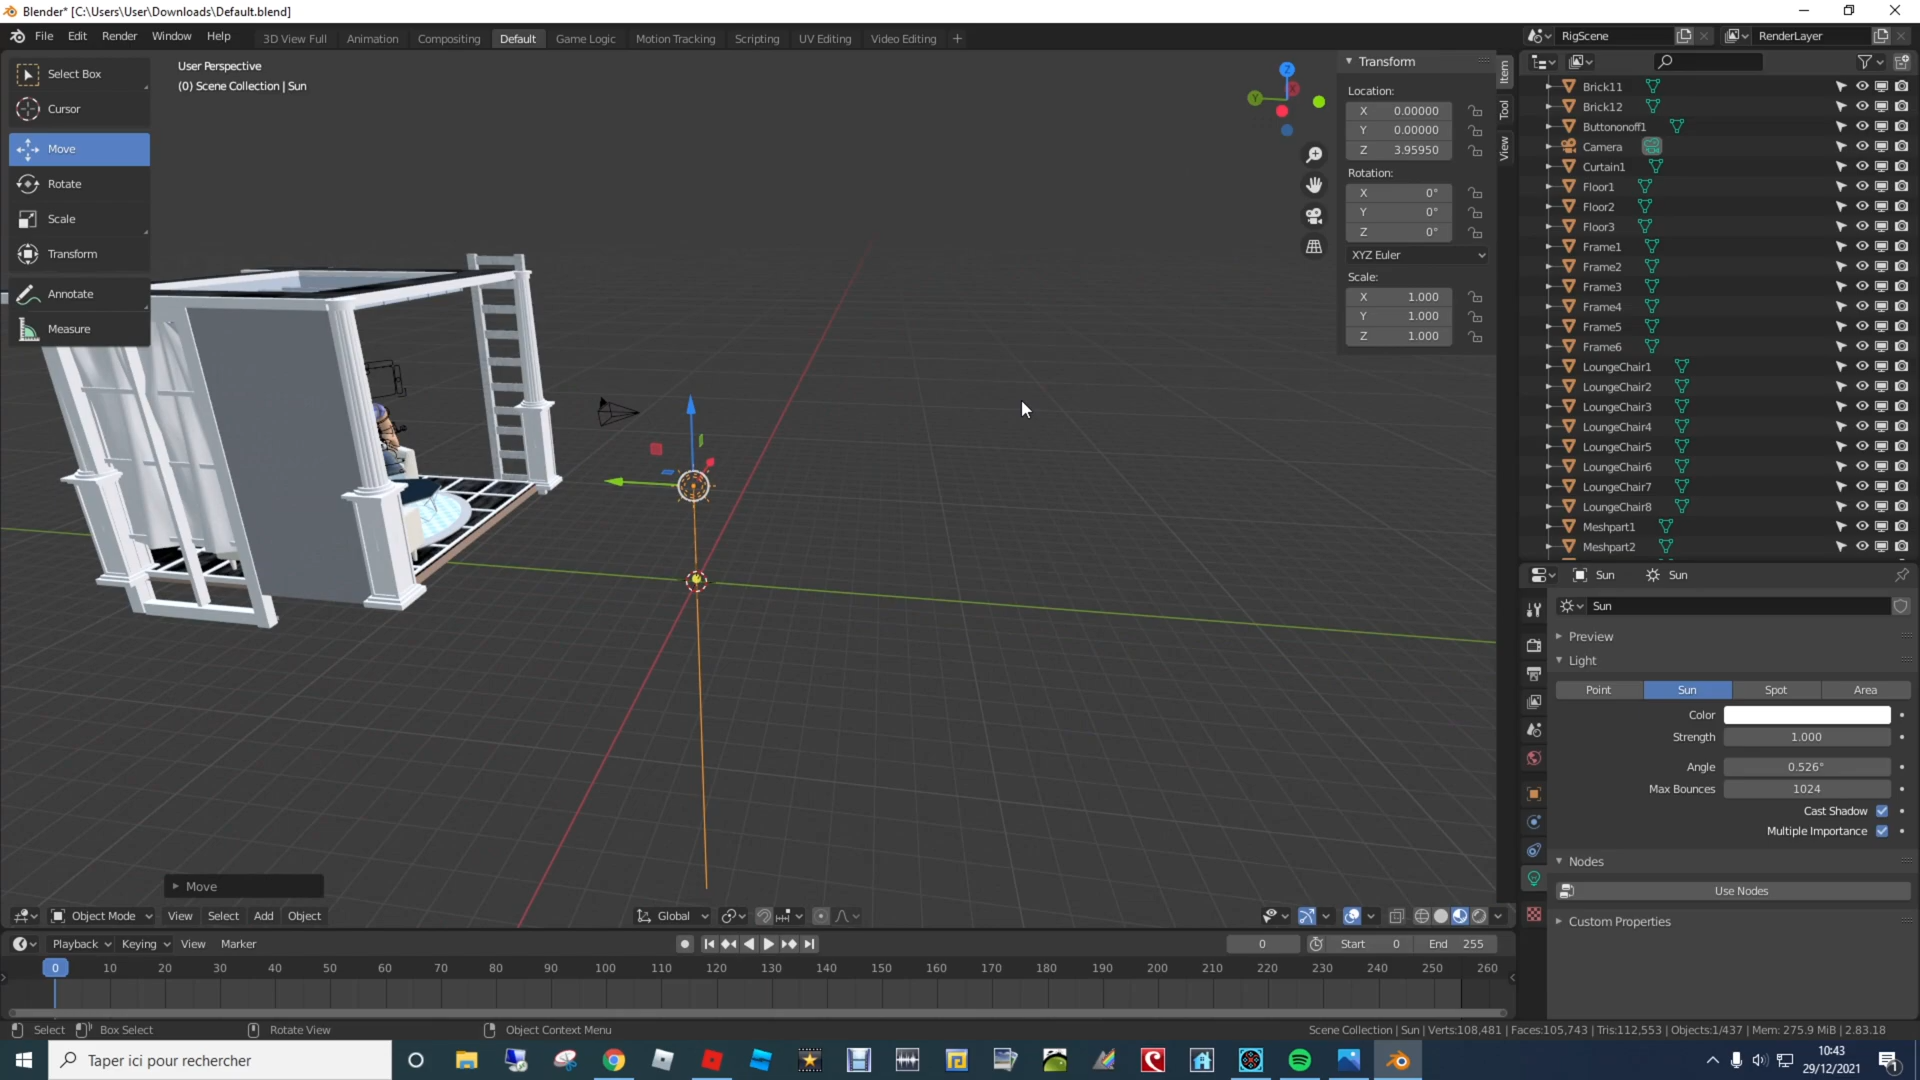 Blender* [C:\Users\User\Downloads\Default.blend]
File Edit Render Window Help
3D View Full Animation Compositing Default Game Logic Motion Tracking Scripting UV Editing Video Editing +
RigScene
RenderLayer
Select Box
Cursor
Move
Rotate
Scale
Transform
Annotate
Measure
User Perspective
(0) Scene Collection | Sun
Z
Y
X
Transform
Location:
X 0.00000
Y 0.00000
Z 3.95950
Rotation:
X 0°
Y 0°
Z 0°
XYZ Euler
Scale:
X 1.000
Y 1.000
Z 1.000
Item
Tool
View
Brick11
Brick12
Buttononoff1
Camera
Curtain1
Floor1
Floor2
Floor3
Frame1
Frame2
Frame3
Frame4
Frame5
Frame6
LoungeChair1
LoungeChair2
LoungeChair3
LoungeChair4
LoungeChair5
LoungeChair6
LoungeChair7
LoungeChair8
Meshpart1
Meshpart2
Sun Sun
Sun
Preview
Light
Point Sun Spot Area
Color
Strength 1.000
Angle 0.526°
Max Bounces 1024
Cast Shadow
Multiple Importance
Nodes
Use Nodes
Custom Properties
Move
Object Mode View Select Add Object
Global
Playback Keying View Marker
0 Start 0 End 255
0 10 20 30 40 50 60 70 80 90 100 110 120 130 140 150 160 170 180 190 200 210 220 230 240 250 260
Select Box Select Rotate View Object Context Menu
Scene Collection | Sun | Verts:108,481 | Faces:105,743 | Tris:112,553 | Objects:1/437 | Mem: 275.9 MiB | 2.83.18
Taper ici pour rechercher
10:43
29/12/2021
1